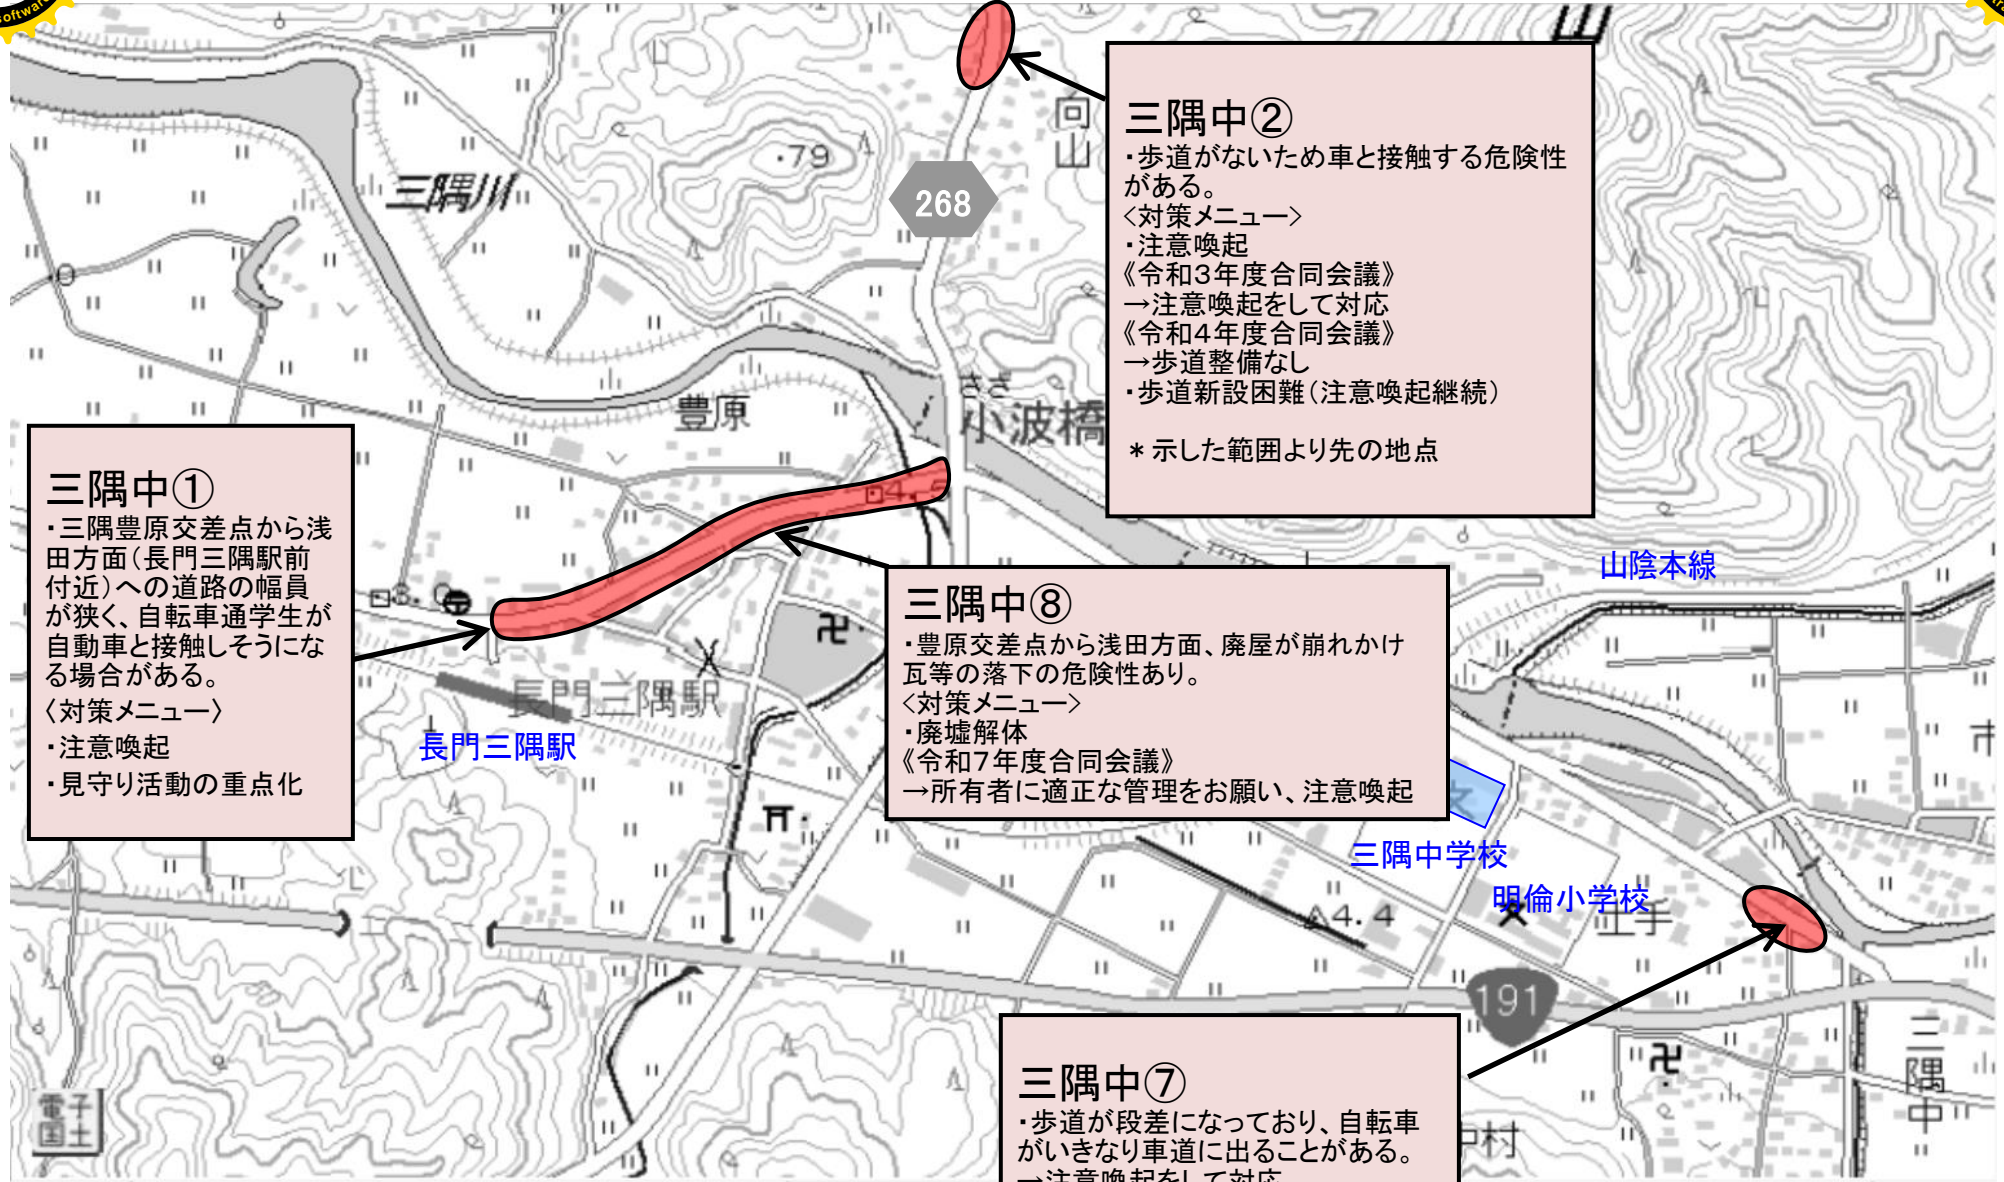 三隅中②
・歩道がないため車と接触する危険性
がある。
<対策メニュー>
・注意喚起
《令和3年度合同会議》
→注意喚起をして対応
《令和4年度合同会議》
→歩道整備なし
・歩道新設困難(注意喚起継続)
*示した範囲より先の地点
向山
・79
268
三隅川
豊原
小波橋
三隅中①
・三隅豊原交差点から浅
田方面(長門三隅駅前
付近)への道路の幅員
が狭く、自転車通学生が
自動車と接触しそうにな
る場合がある。
〈対策メニュー〉
・注意喚起
・見守り活動の重点化
三隅中⑧
・豊原交差点から浅田方面、廃屋が崩れかけ
瓦等の落下の危険性あり。
<対策メニュー>
・廃墟解体
《令和7年度合同会議》
→所有者に適正な管理をお願い、注意喚起
山陰本線
長門三隅駅
長門三隅駅
市
三隅中学校
明倫小学校
土手
4.4
191
三隅中
三隅中⑦
・歩道が段差になっており、自転車
がいきなり車道に出ることがある。
→注意喚起をして対応
中村
電子
国土